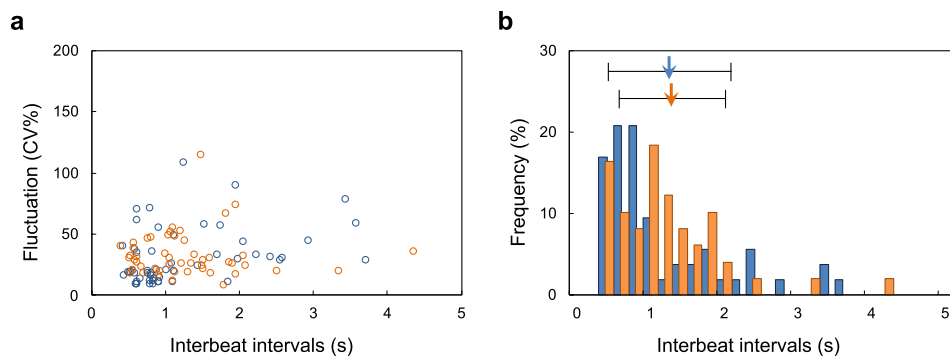 a
200
150
100
50
0
Fluctuation (CV%)
0 1 2 3 4 5
Interbeat intervals (s)
b
30
20
10
0
Frequency (%)
1 2 3 4 5
Interbeat intervals (s)